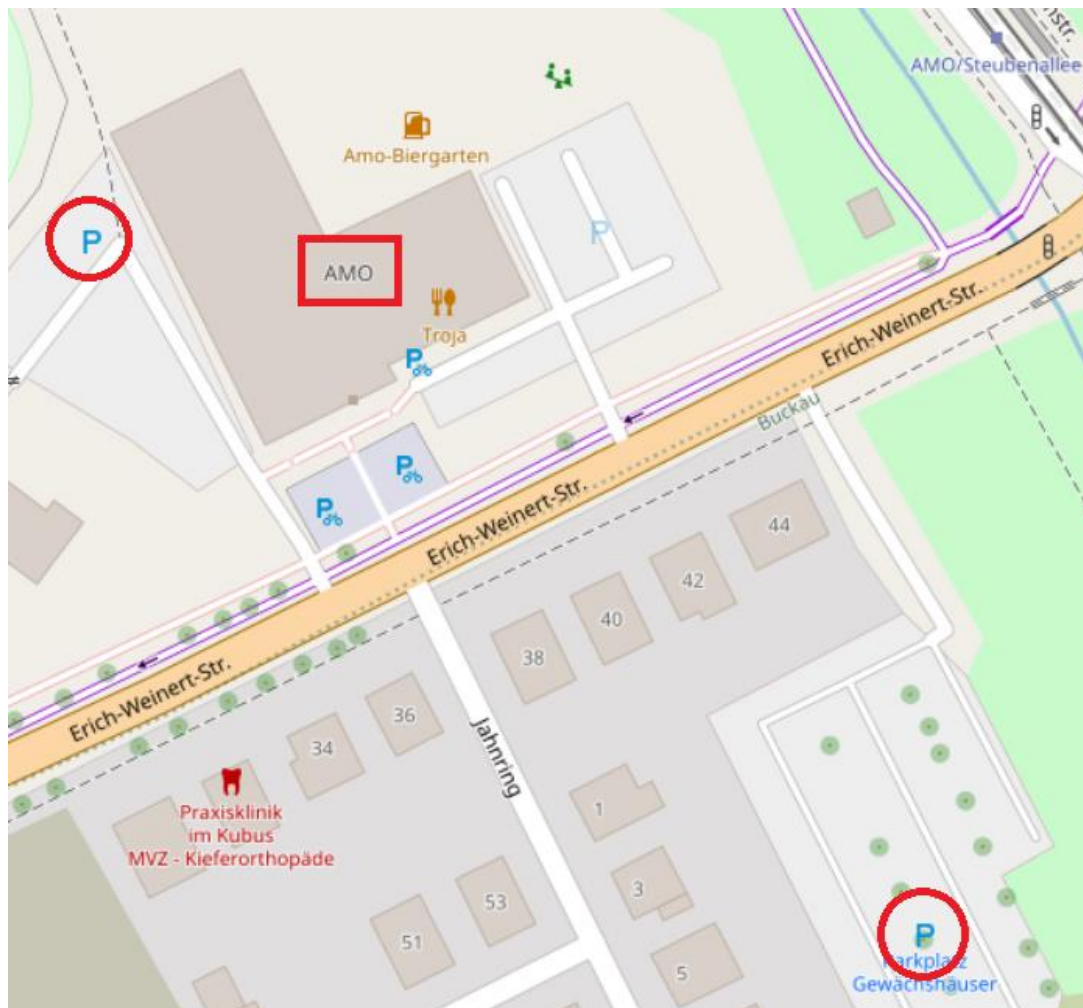 AMO/Steubenallee
Amo-Biergarten
P
P
AMO
Troja
P
Erich-Weinert-Str.
Buckau
P
P
Erich-Weinert-Str.
44
42
40
38
Erich-Weinert-Str.
36
34
Jahnring
Praxisklinik
im Kubus
MVZ - Kieferorthopäde
1
3
53
51
5
P
Parkplatz
Gewächshäuser